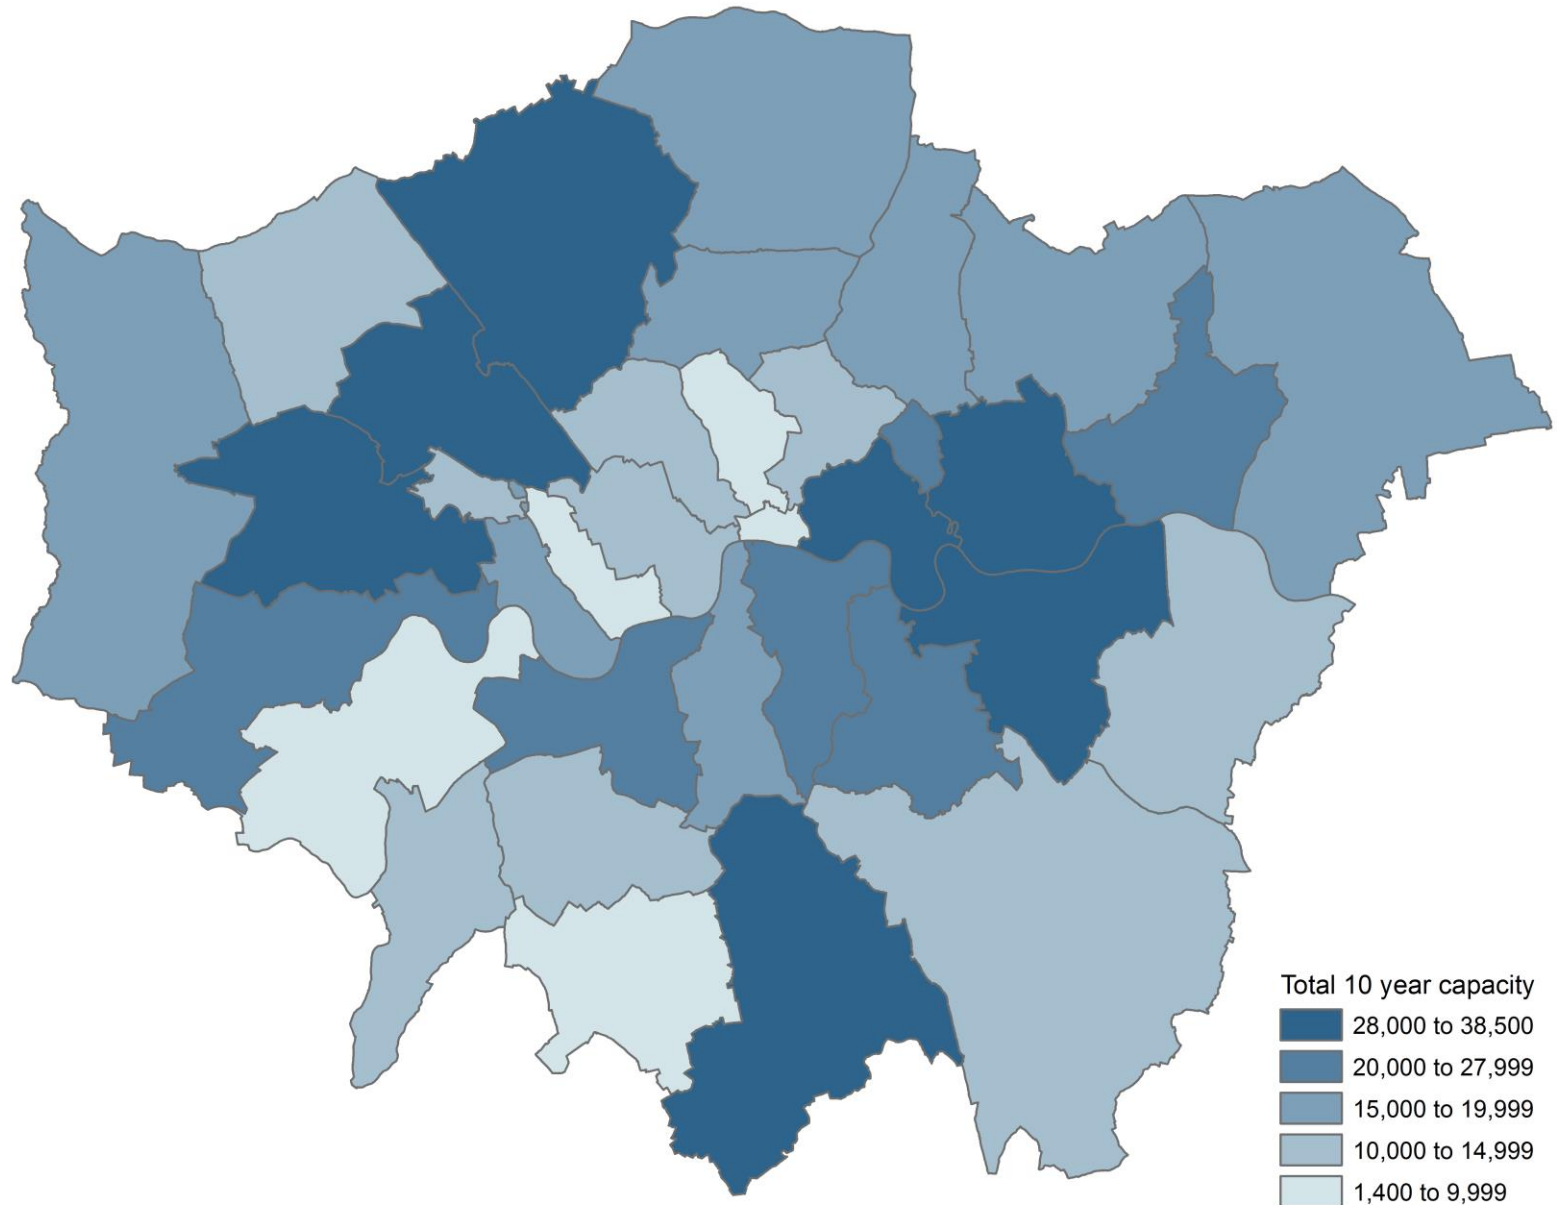 Total 10 year capacity
28,000 to 38,500
20,000 to 27,999
15,000 to 19,999
10,000 to 14,999
1,400 to 9,999